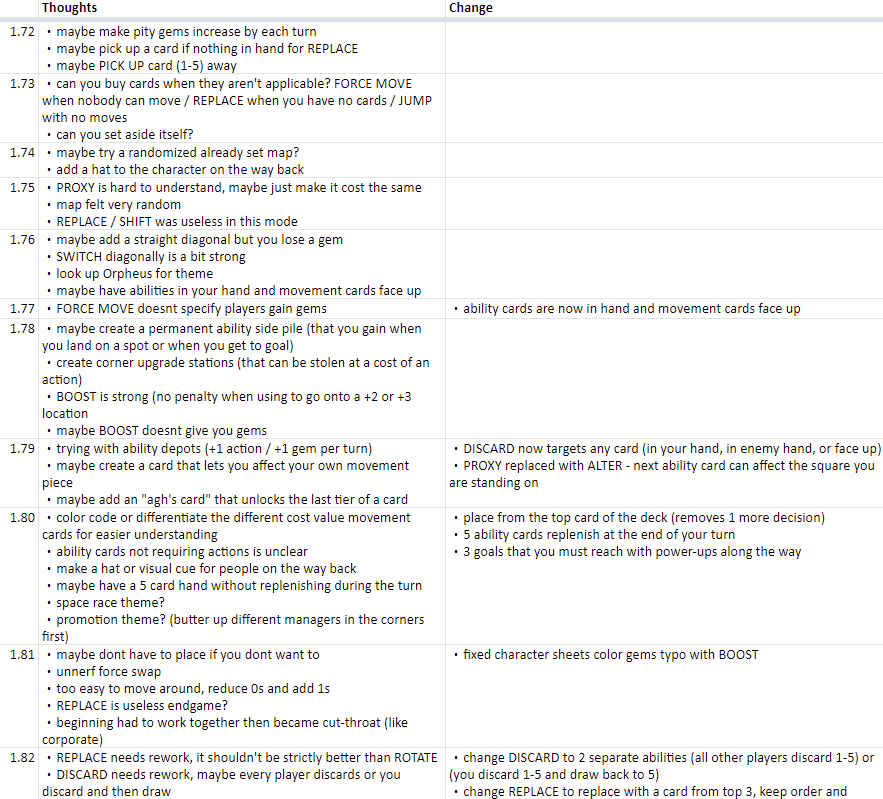 Thoughts Change
1.72 • maybe make pity gems increase by each turn
• maybe pick up a card if nothing in hand for REPLACE
• maybe PICK UP card (1-5) away
1.73 • can you buy cards when they aren't applicable? FORCE MOVE
when nobody can move / REPLACE when you have no cards / JUMP
with no moves
• can you set aside itself?
1.74 • maybe try a randomized already set map?
• add a hat to the character on the way back
1.75 • PROXY is hard to understand, maybe just make it cost the same
• map felt very random
• REPLACE / SHIFT was useless in this mode
1.76 • maybe add a straight diagonal but you lose a gem
• SWITCH diagonally is a bit strong
• look up Orpheus for theme
• maybe have abilities in your hand and movement cards face up
1.77 • FORCE MOVE doesnt specify players gain gems
• ability cards are now in hand and movement cards face up
1.78 • maybe create a permanent ability side pile (that you gain when
you land on a spot or when you get to goal)
• create corner upgrade stations (that can be stolen at a cost of an
action)
• BOOST is strong (no penalty when using to go onto a +2 or +3
location
• maybe BOOST doesnt give you gems
1.79 • trying with ability depots (+1 action / +1 gem per turn)
• maybe create a card that lets you affect your own movement
piece
• maybe add an "agh's card" that unlocks the last tier of a card
• DISCARD now targets any card (in your hand, in enemy hand, or face up)
• PROXY replaced with ALTER - next ability card can affect the square you
are standing on
1.80 • color code or differentiate the different cost value movement
cards for easier understanding
• ability cards not requiring actions is unclear
• make a hat or visual cue for people on the way back
• maybe have a 5 card hand without replenishing during the turn
• space race theme?
• promotion theme? (butter up different managers in the corners
first)
• place from the top card of the deck (removes 1 more decision)
• 5 ability cards replenish at the end of your turn
• 3 goals that you must reach with power-ups along the way
1.81 • maybe dont have to place if you dont want to
• unnerf force swap
• too easy to move around, reduce 0s and add 1s
• REPLACE is useless endgame?
• beginning had to work together then became cut-throat (like
corporate)
• fixed character sheets color gems typo with BOOST
1.82 • REPLACE needs rework, it shouldn't be strictly better than ROTATE
• DISCARD needs rework, maybe every player discards or you
discard and then draw
• change DISCARD to 2 separate abilities (all other players discard 1-5) or
(you discard 1-5 and draw back to 5)
• change REPLACE to replace with a card from top 3, keep order and